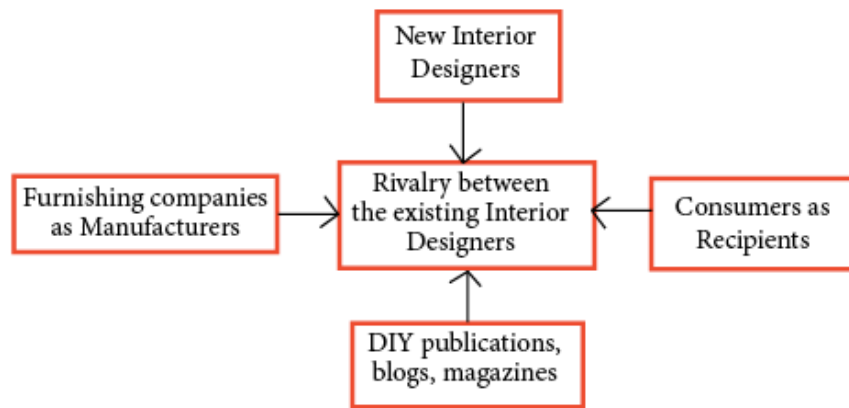 New Interior
Designers
Furnishing companies
as Manufacturers
Rivalry between
the existing Interior
Designers
Consumers as
Recipients
DIY publications,
blogs, magazines